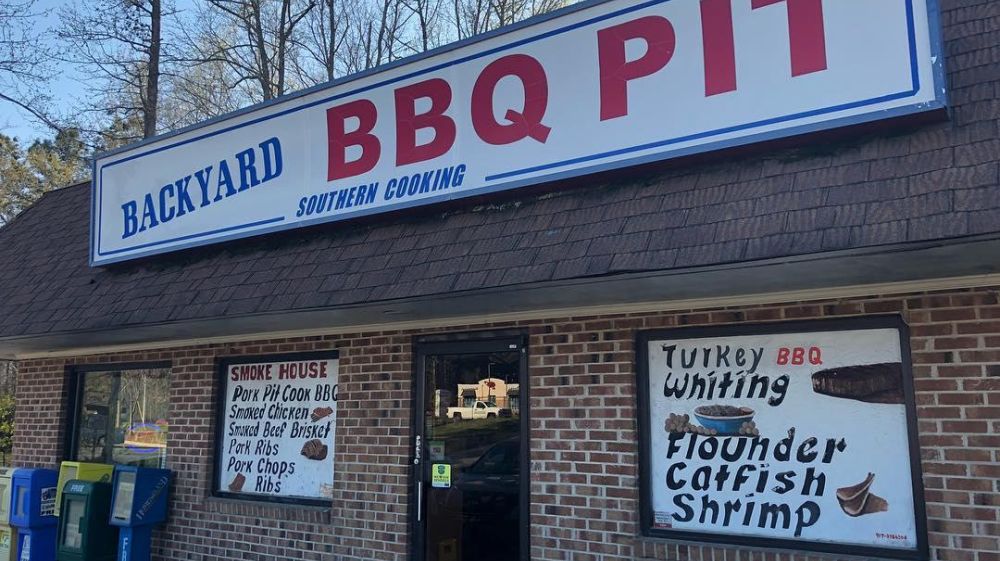 BACKYARD BBQ PIT
SOUTHERN COOKING
SMOKE HOUSE
Pork Pit Cook BBQ
Smoked Chicken
Smoked Beef Brisket
Pork Ribs
Pork Chops
Ribs
Turkey BBQ
Whiting
Flounder
Catfish
Shrimp
FREE